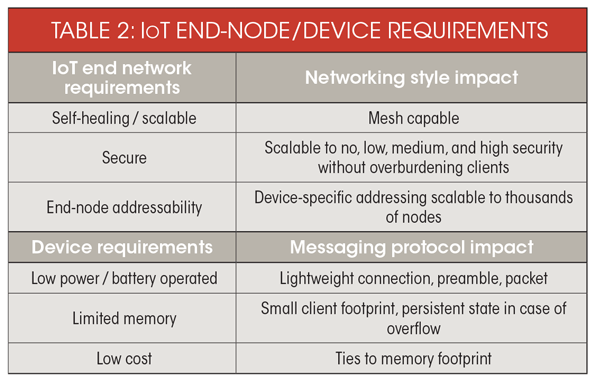 TABLE 2: IOT END-NODE/DEVICE REQUIREMENTS
IoT end network
requirements
Networking style impact
Self-healing / scalable
Mesh capable
Secure
Scalable to no, low, medium, and high security
without overburdening clients
End-node addressability
Device-specific addressing scalable to thousands
of nodes
Device requirements
Messaging protocol impact
Low power / battery operated
Lightweight connection, preamble, packet
Limited memory
Small client footprint, persistent state in case of
overflow
Low cost
Ties to memory footprint